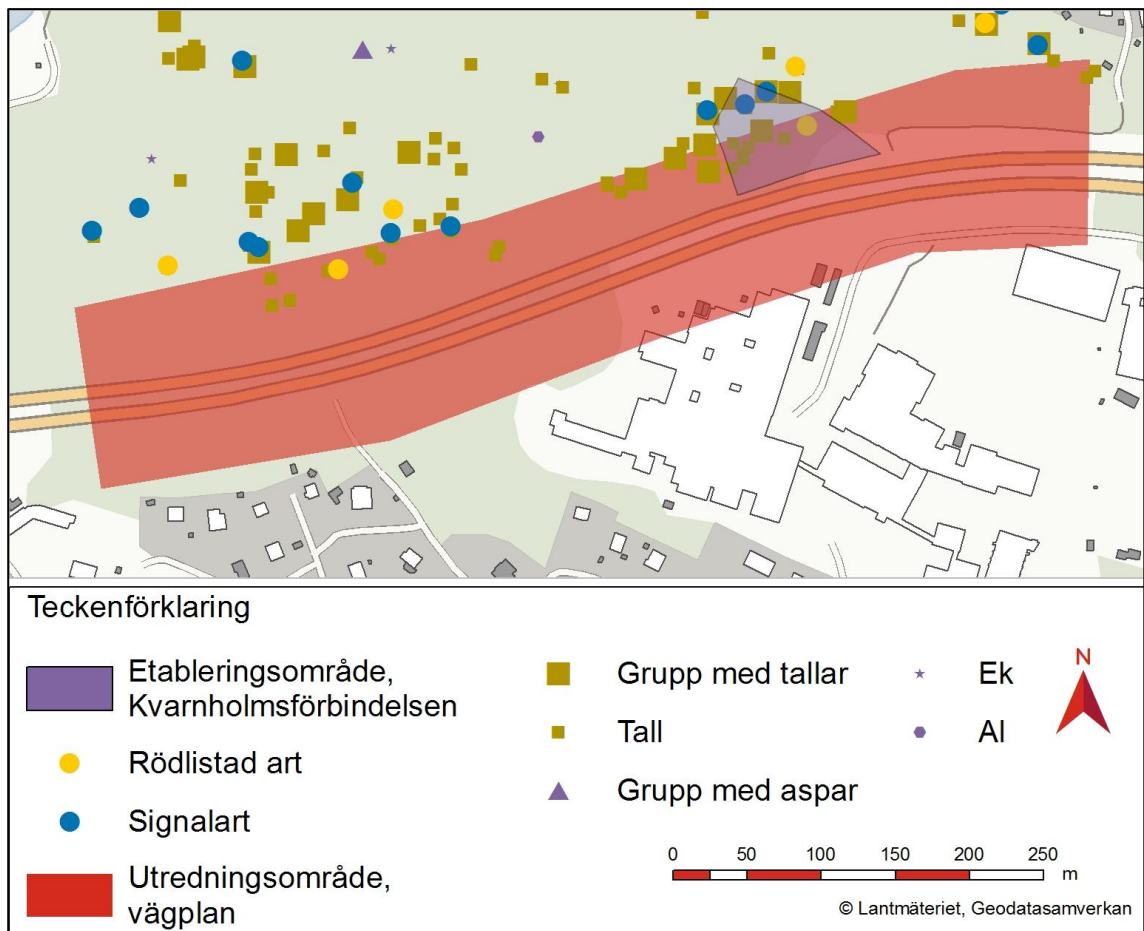 Teckenförklaring
Etableringsområde,
Kvarnholmsförbindelsen
Rödlistad art
Signalart
Utredningsområde,
vägplan
Grupp med tallar
Tall
Grupp med aspar
Ek
Al
N
0 50 100 150 200 250
m
© Lantmäteriet, Geodatasamverkan